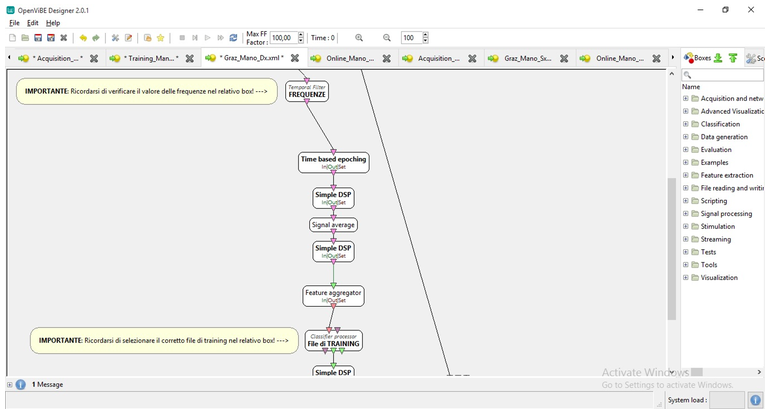 OpenViBE Designer 2.0.1
File Edit Help
Max FF Factor : 100,00 Time : 0 100
* Acquisition_...* * Training_Man...* * Graz_Mano_Dx.xml* Online_Mano_... Acquisition_... Graz_Mano_Sx... Online_Mano_... Boxes
IMPORTANTE: Ricordarsi di verificare il valore delle frequenze nel relativo box! --->
Temporal Filter
FREQUENZE
Time based epoching
In|Out|Set
Simple DSP
In|Out|Set
Signal average
Simple DSP
In|Out|Set
Feature aggregator
In|Out|Set
IMPORTANTE: Ricordarsi di selezionare il corretto file di training nel relativo box! --->
Classifier processor
File di TRAINING
Simple DSP
Name
Acquisition and netw
Advanced Visualizatio
Classification
Data generation
Evaluation
Examples
Feature extraction
File reading and writin
Scripting
Signal processing
Stimulation
Streaming
Tests
Tools
Visualization
Activate Windows
Go to Settings to activate Windows.
1 Message
System load :